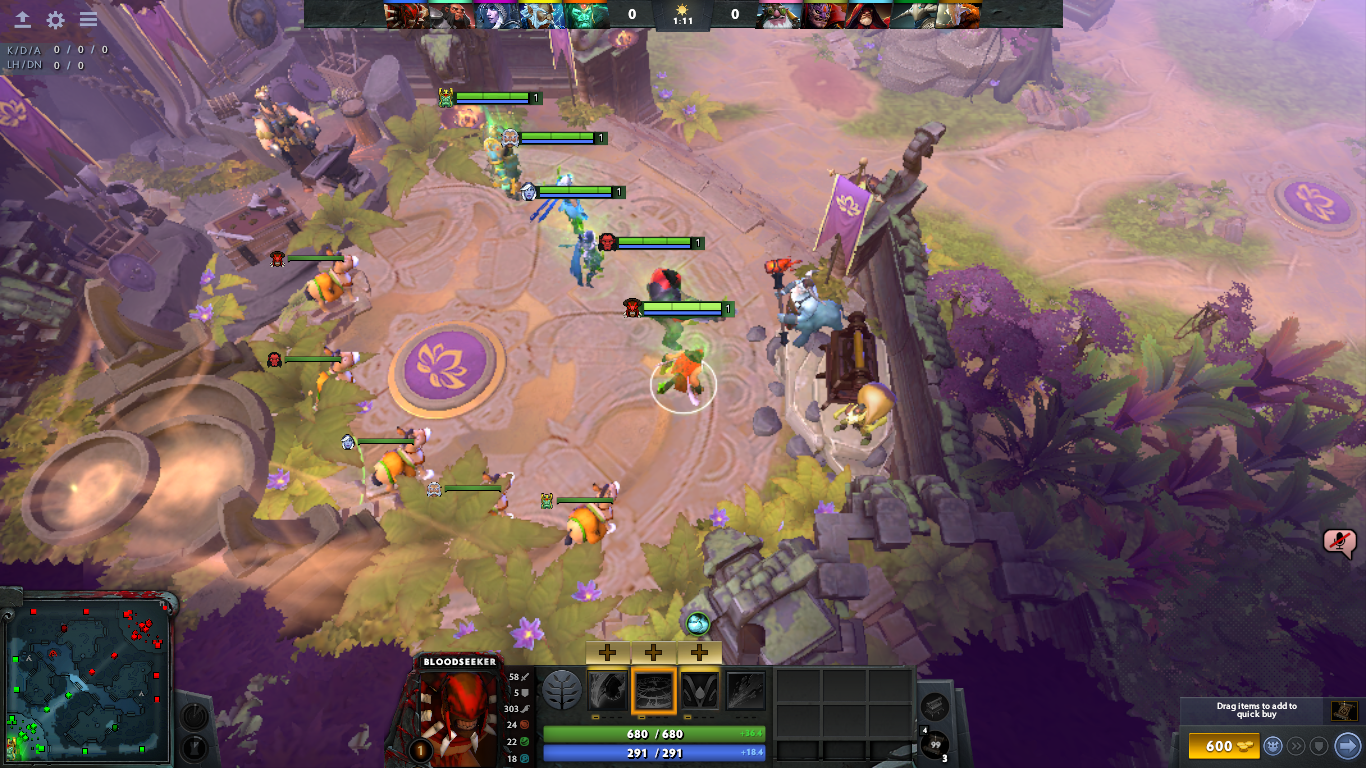 0 1:11 0
K/D/A 0 / 0 / 0
LH/DN 0 / 0
1
1
1
1
1
BLOODSEEKER
58
5
303
24
22
18
1
680 / 680 +36.4
291 / 291 +18.4
4
99
3
Drag items to add to
quick buy
600